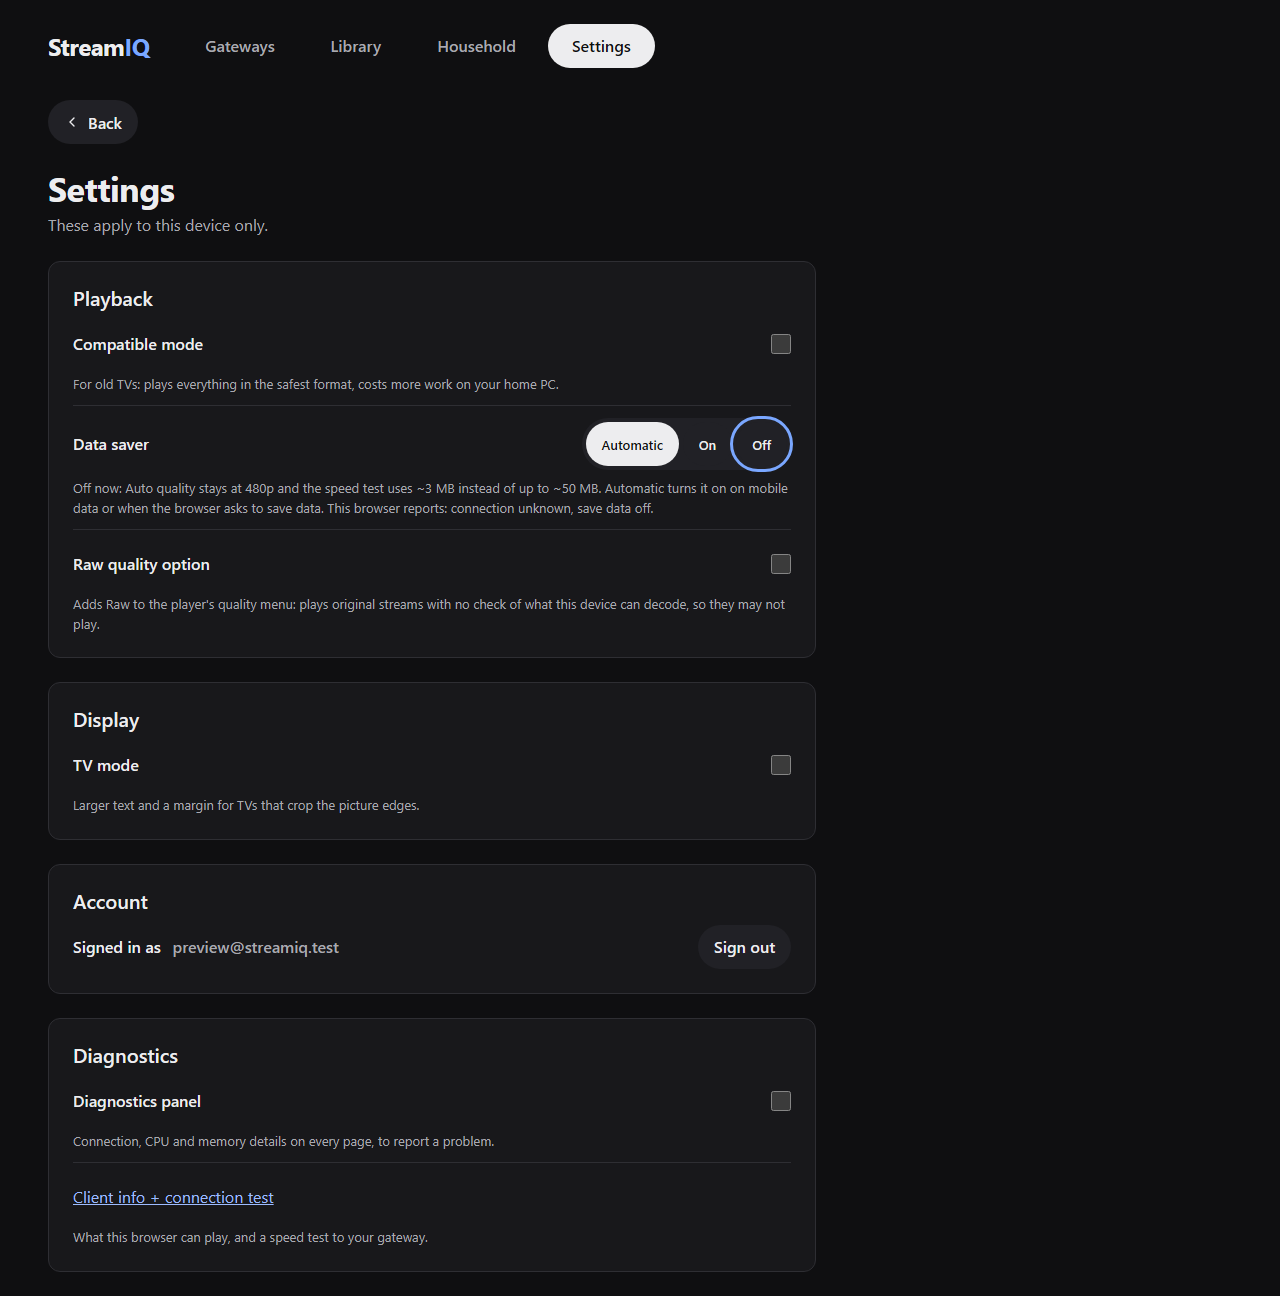 StreamIQ
Gateways
Library
Household
Settings
Back
Settings
These apply to this device only.
Playback
Compatible mode
For old TVs: plays everything in the safest format, costs more work on your home PC.
Data saver
Automatic
On
Off
Off now: Auto quality stays at 480p and the speed test uses ~3 MB instead of up to ~50 MB. Automatic turns it on on mobile
data or when the browser asks to save data. This browser reports: connection unknown, save data off.
Raw quality option
Adds Raw to the player's quality menu: plays original streams with no check of what this device can decode, so they may not
play.
Display
TV mode
Larger text and a margin for TVs that crop the picture edges.
Account
Signed in as preview@streamiq.test
Sign out
Diagnostics
Diagnostics panel
Connection, CPU and memory details on every page, to report a problem.
Client info + connection test
What this browser can play, and a speed test to your gateway.